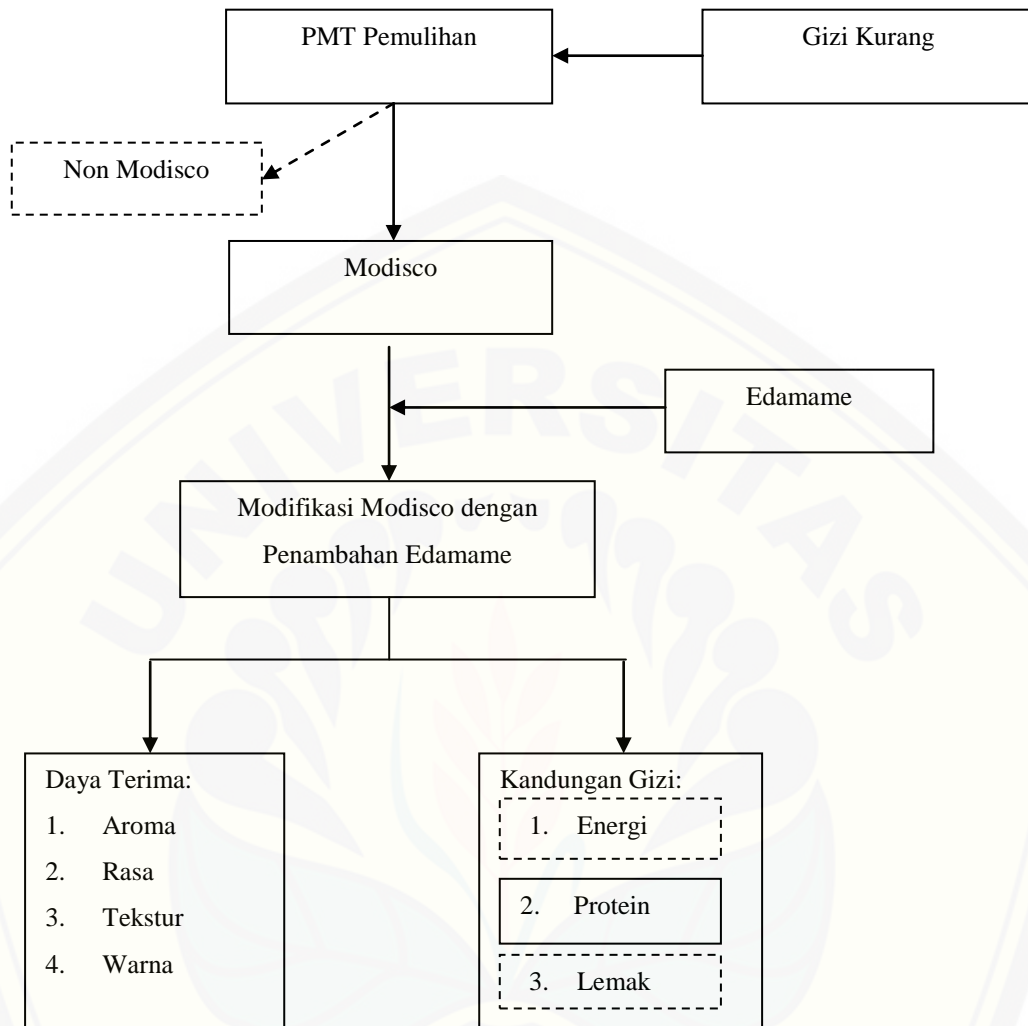 PMT Pemulihan
Gizi Kurang
Non Modisco
Modisco
Edamame
Modifikasi Modisco dengan
Penambahan Edamame
Daya Terima:
1. Aroma
2. Rasa
3. Tekstur
4. Warna
Kandungan Gizi:
1. Energi
2. Protein
3. Lemak
UNIVERSITAS